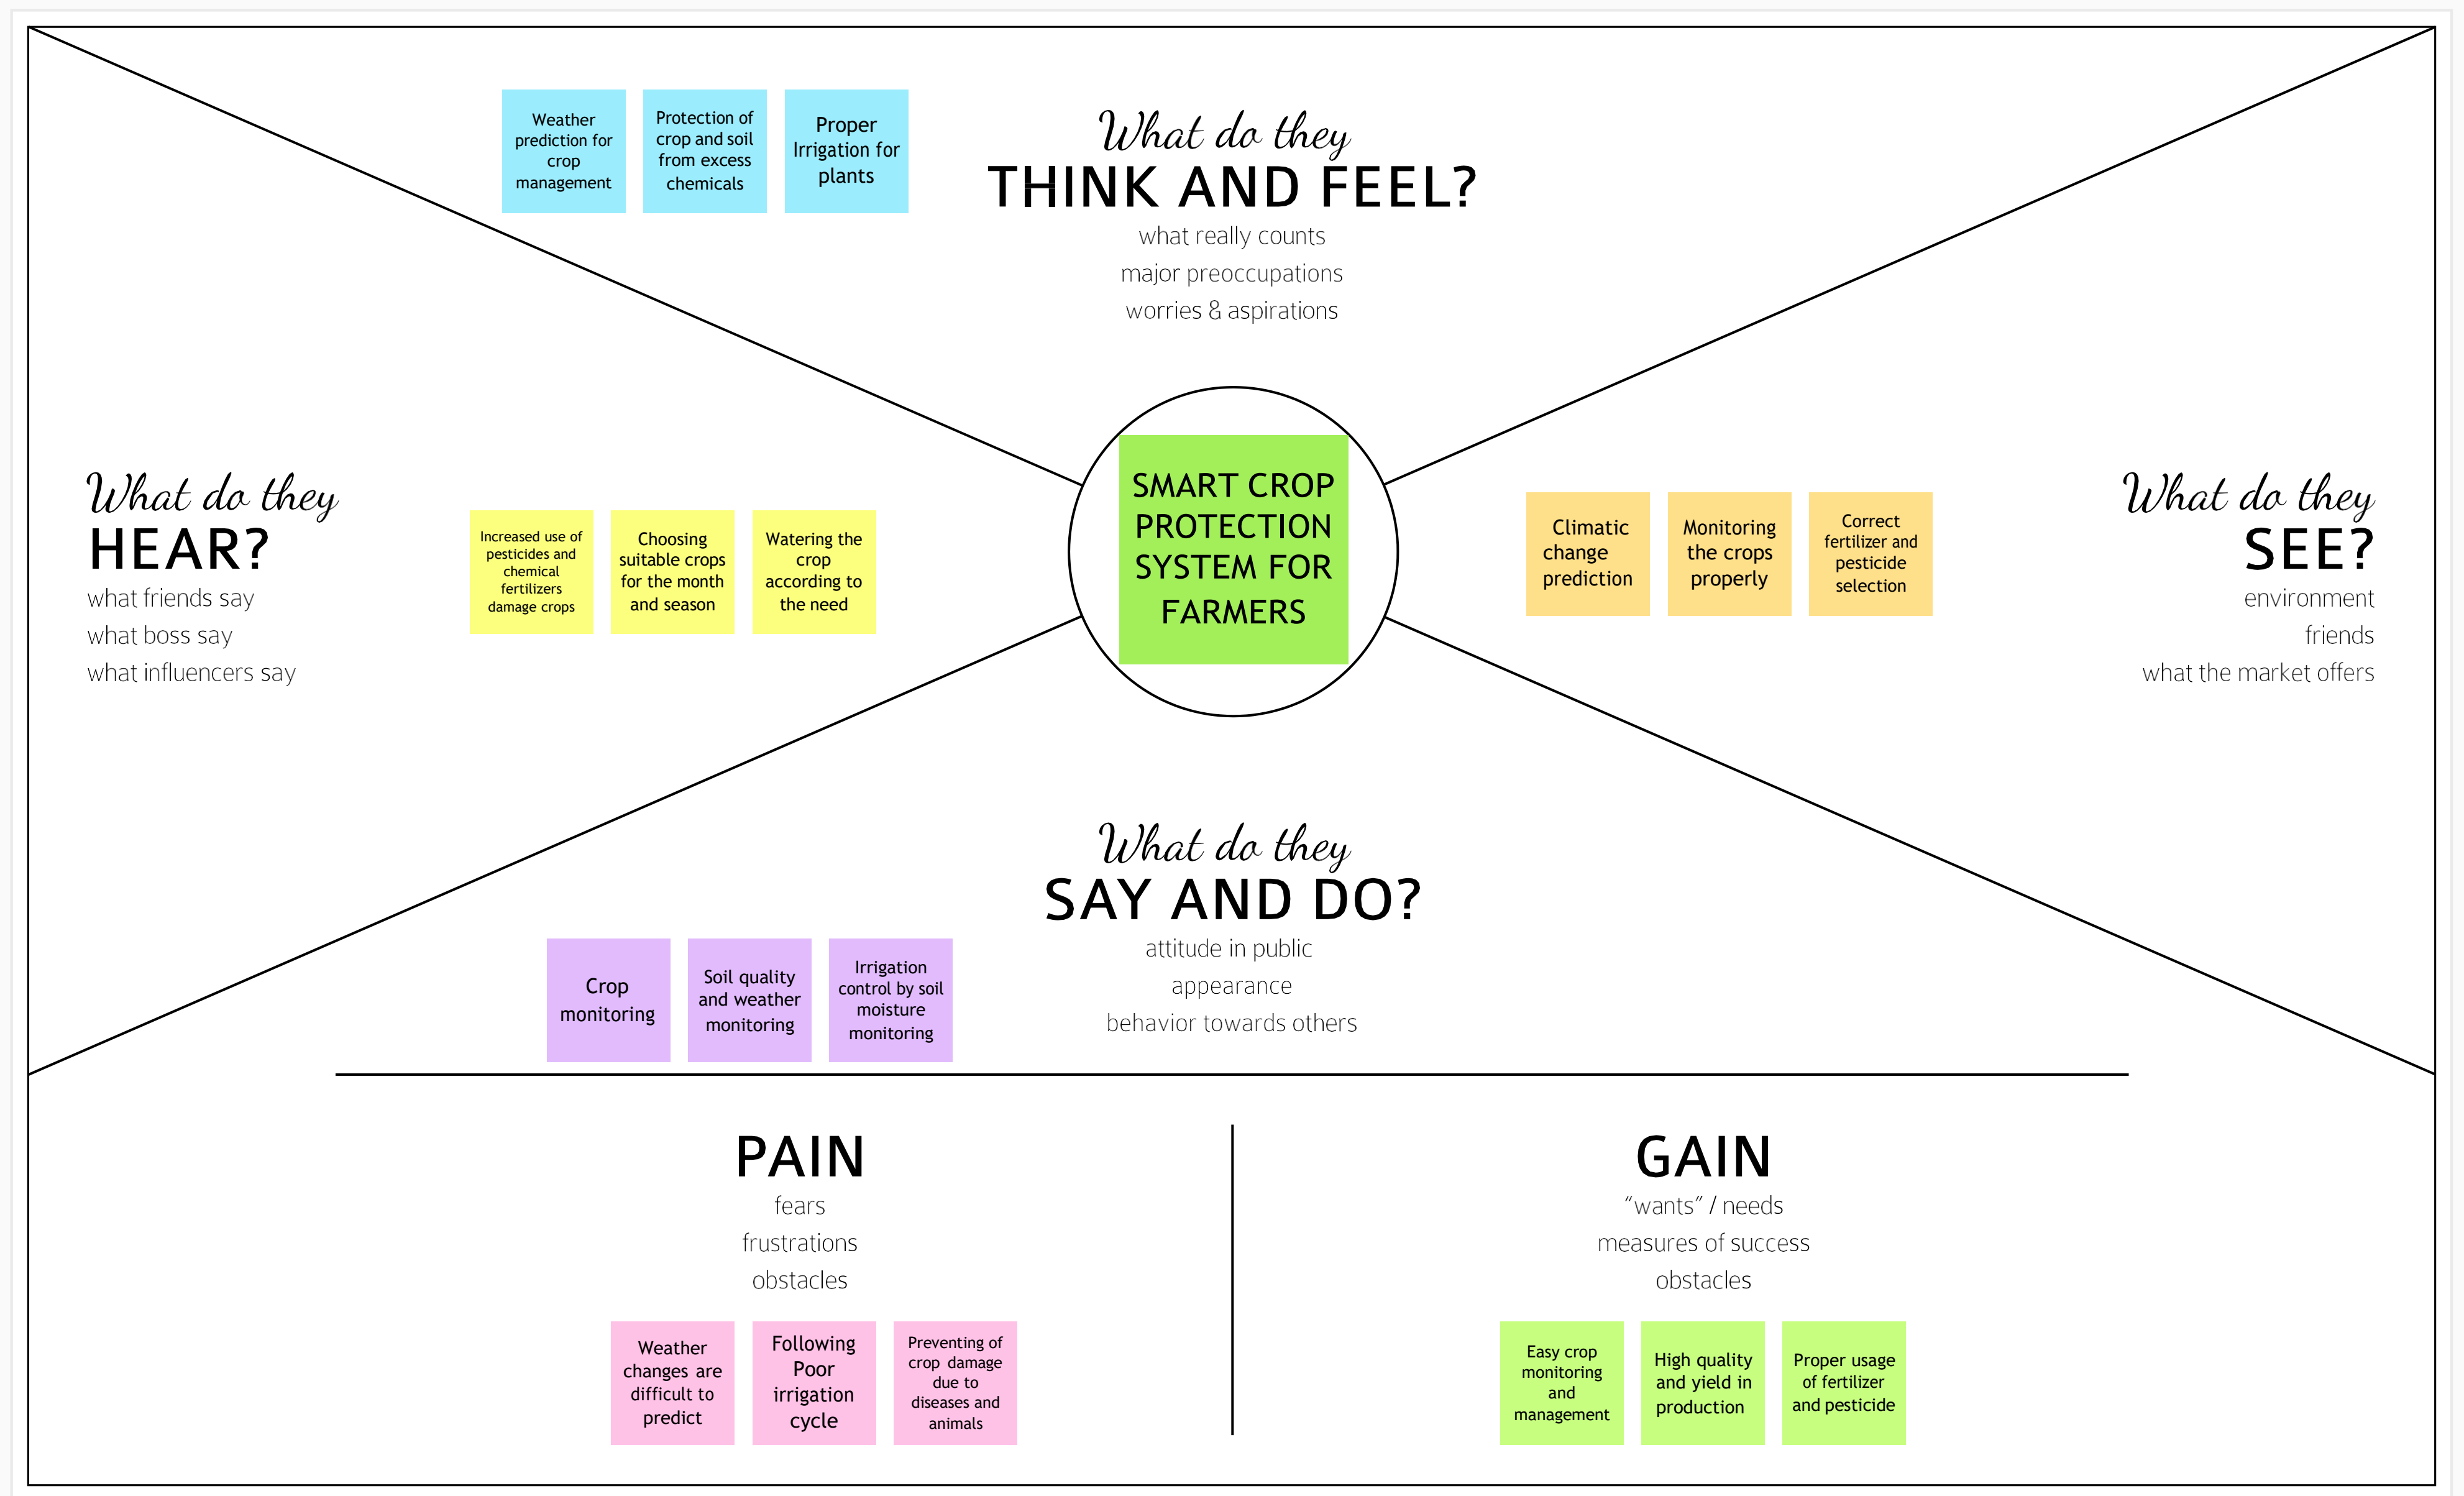 Weather
prediction for
crop
management
Protection of
crop and soil
from excess
chemicals
Proper
Irrigation for
plants
What do they
THINK AND FEEL?
what really counts
major preoccupations
worries & aspirations
What do they
HEAR?
what friends say
what boss say
what influencers say
Increased use of
pesticides and
chemical
fertilizers
damage crops
Choosing
suitable crops
for the month
and season
Watering the
crop
according to
the need
SMART CROP
PROTECTION
SYSTEM FOR
FARMERS
Climatic
change
prediction
Monitoring
the crops
properly
Correct
fertilizer and
pesticide
selection
What do they
SEE?
environment
friends
what the market offers
What do they
SAY AND DO?
attitude in public
appearance
behavior towards others
Crop
monitoring
Soil quality
and weather
monitoring
Irrigation
control by soil
moisture
monitoring
PAIN
fears
frustrations
obstacles
Weather
changes are
difficult to
predict
Following
Poor
irrigation
cycle
Preventing of
crop damage
due to
diseases and
animals
GAIN
“wants” / needs
measures of success
obstacles
Easy crop
monitoring
and
management
High quality
and yield in
production
Proper usage
of fertilizer
and pesticide